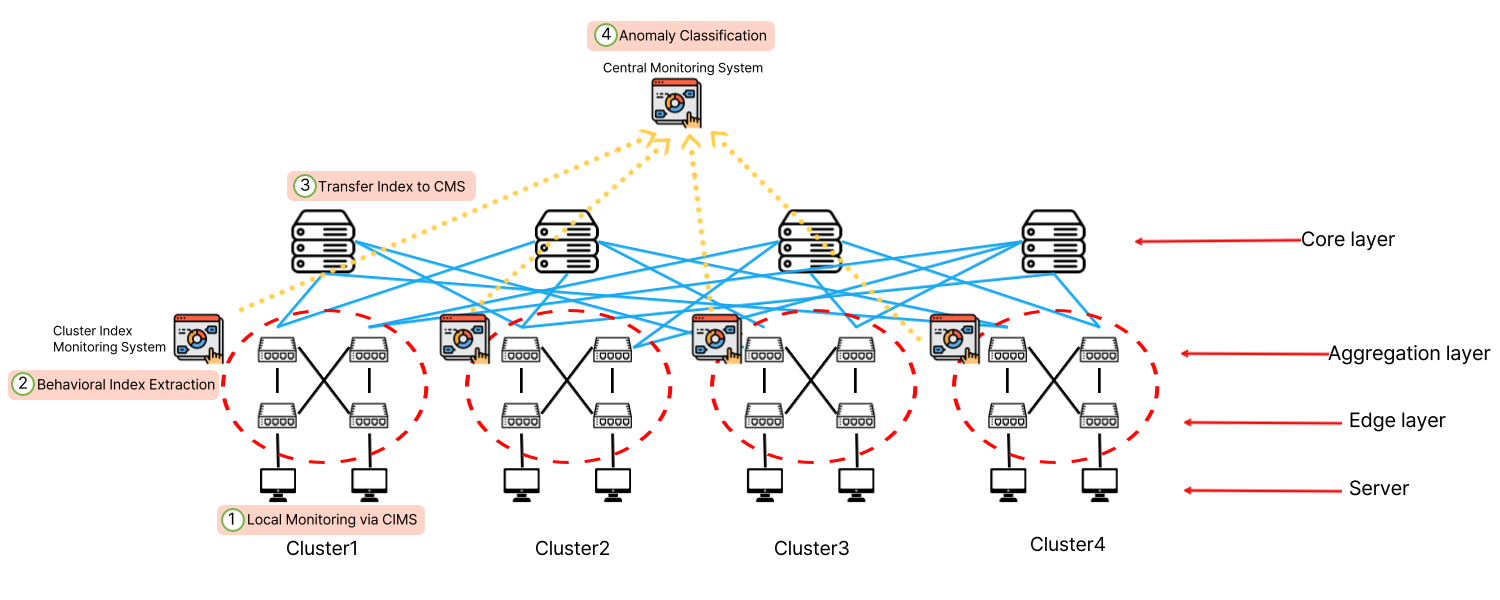 4 Anomaly Classification
Central Monitoring System
3 Transfer Index to CMS
Core layer
Cluster Index
Monitoring System
Aggregation layer
2 Behavioral Index Extraction
Edge layer
Server
1 Local Monitoring via CIMS
Cluster1
Cluster2
Cluster3
Cluster4